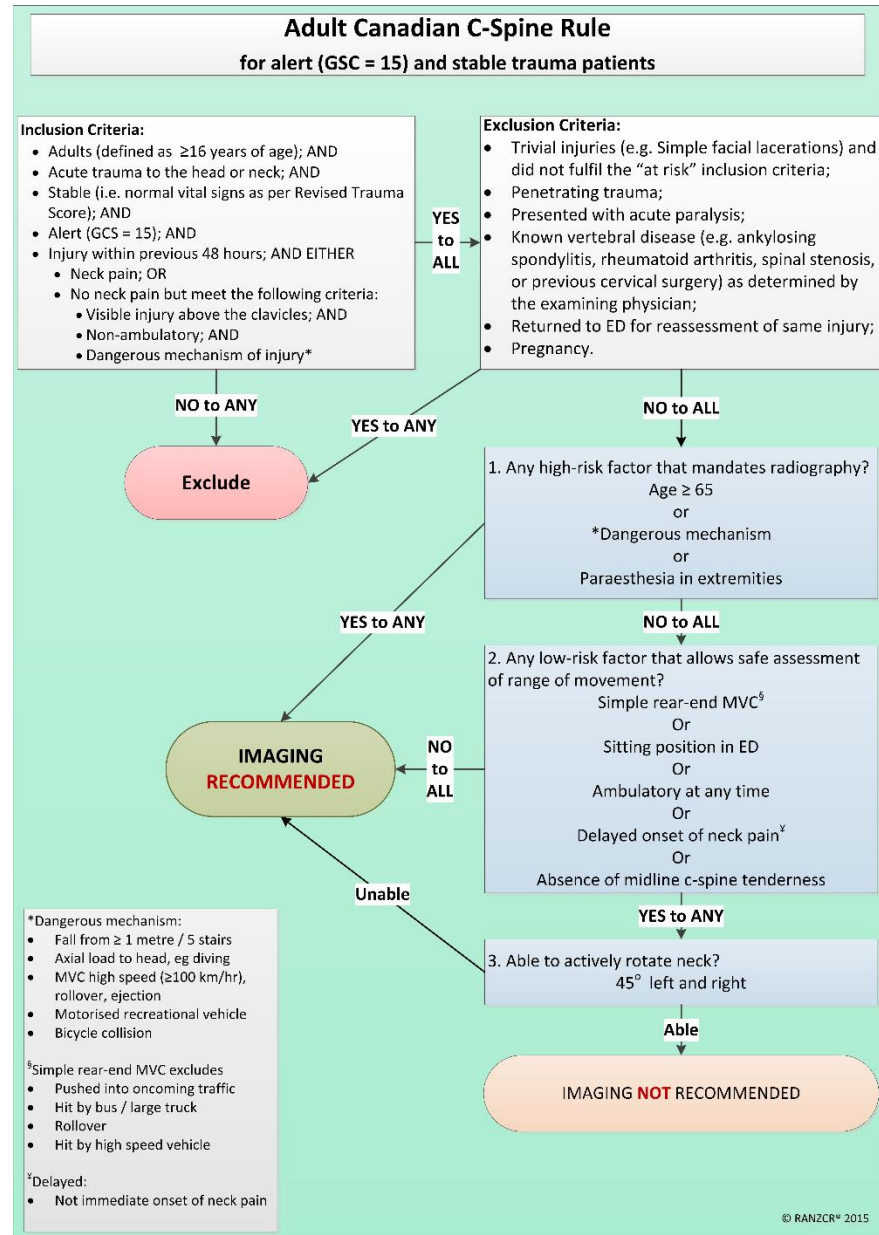 Adult Canadian C-Spine Rule
for alert (GSC = 15) and stable trauma patients
Inclusion Criteria:
• Adults (defined as ≥16 years of age); AND
• Acute trauma to the head or neck; AND
• Stable (i.e. normal vital signs as per Revised Trauma
Score); AND
• Alert (GCS = 15); AND
• Injury within previous 48 hours; AND EITHER
• Neck pain; OR
• No neck pain but meet the following criteria:
• Visible injury above the clavicles; AND
• Non-ambulatory; AND
• Dangerous mechanism of injury*
YES
to
ALL
Exclusion Criteria:
• Trivial injuries (e.g. Simple facial lacerations) and
did not fulfil the “at risk” inclusion criteria;
• Penetrating trauma;
• Presented with acute paralysis;
• Known vertebral disease (e.g. ankylosing
spondylitis, rheumatoid arthritis, spinal stenosis,
or previous cervical surgery) as determined by
the examining physician;
• Returned to ED for reassessment of same injury;
• Pregnancy.
NO to ANY
YES to ANY
NO to ALL
Exclude
1. Any high-risk factor that mandates radiography?
Age ≥ 65
or
*Dangerous mechanism
or
Paraesthesia in extremities
YES to ANY
NO to ALL
2. Any low-risk factor that allows safe assessment
of range of movement?
Simple rear-end MVC§
Or
Sitting position in ED
Or
Ambulatory at any time
Or
Delayed onset of neck pain¥
Or
Absence of midline c-spine tenderness
NO
to
ALL
IMAGING
RECOMMENDED
Unable
YES to ANY
3. Able to actively rotate neck?
45° left and right
Able
IMAGING NOT RECOMMENDED
*Dangerous mechanism:
• Fall from ≥ 1 metre / 5 stairs
• Axial load to head, eg diving
• MVC high speed (≥100 km/hr),
rollover, ejection
• Motorised recreational vehicle
• Bicycle collision
§Simple rear-end MVC excludes
• Pushed into oncoming traffic
• Hit by bus / large truck
• Rollover
• Hit by high speed vehicle
¥Delayed:
• Not immediate onset of neck pain